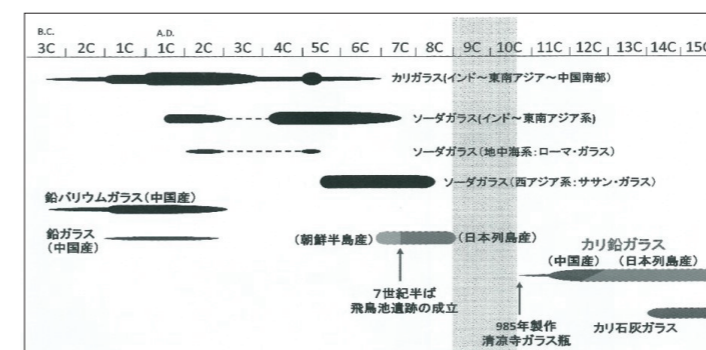 B.C. A.D.
3C 2C 1C 1C 2C 3C 4C 5C 6C 7C 8C 9C 10C 11C 12C 13C 14C 15C
カリガラス(インド～東南アジア～中国南部)
ソーダガラス(インド～東南アジア系)
ソーダガラス(地中海系:ローマ・ガラス)
ソーダガラス(西アジア系:ササン・ガラス)
鉛バリウムガラス(中国産)
鉛ガラス
(中国産)
(朝鮮半島産) (日本列島産)
カリ鉛ガラス
(中国産) (日本列島産)
7世紀半ば
飛鳥池遺跡の成立
985年製作
清凉寺ガラス瓶
カリ石灰ガラス